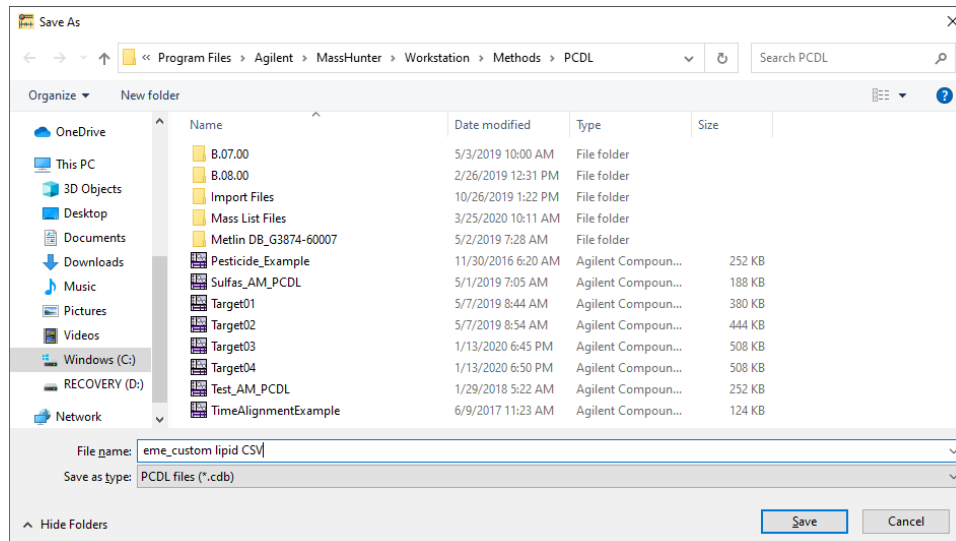 Save As
« Program Files › Agilent › MassHunter › Workstation › Methods › PCDL
Search PCDL
Organize
New folder
Name Date modified Type Size
OneDrive
This PC
3D Objects
Desktop
Documents
Downloads
Music
Pictures
Videos
Windows (C:)
RECOVERY (D:)
Network
B.07.00 5/3/2019 10:00 AM File folder
B.08.00 2/26/2019 12:31 PM File folder
Import Files 10/26/2019 1:22 PM File folder
Mass List Files 3/25/2020 10:11 AM File folder
Metlin DB_G3874-60007 5/2/2019 7:28 AM File folder
Pesticide_Example 11/30/2016 6:20 AM Agilent Compoun... 252 KB
Sulfas_AM_PCDL 5/1/2019 7:05 AM Agilent Compoun... 188 KB
Target01 5/7/2019 8:44 AM Agilent Compoun... 380 KB
Target02 5/7/2019 8:54 AM Agilent Compoun... 444 KB
Target03 1/13/2020 6:45 PM Agilent Compoun... 508 KB
Target04 1/13/2020 6:50 PM Agilent Compoun... 508 KB
Test_AM_PCDL 1/29/2018 5:22 AM Agilent Compoun... 252 KB
TimeAlignmentExample 6/9/2017 11:23 AM Agilent Compoun... 124 KB
File name: eme_custom lipid CSV
Save as type: PCDL files (*.cdb)
Hide Folders
Save
Cancel